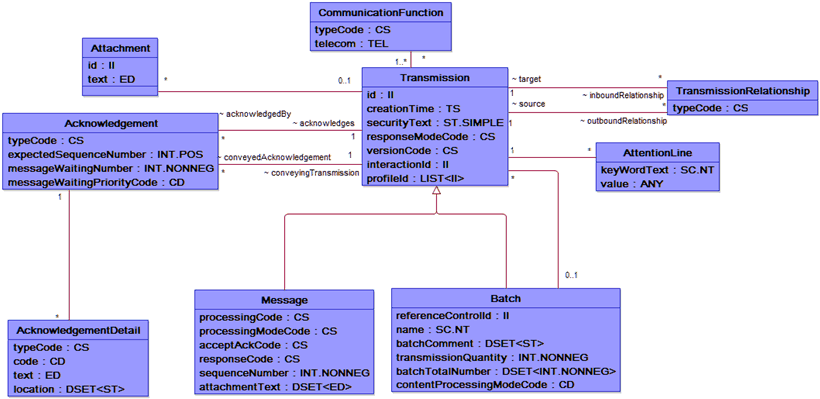 CommunicationFunction
typeCode : CS
telecom : TEL
1..*
*
Attachment
id : II
text : ED
*
0..1
Transmission
id : II
creationTime : TS
securityText : ST.SIMPLE
responseModeCode : CS
versionCode : CS
interactionId : II
profileId : LIST<II>
~ target
*
1
~ inboundRelationship
~ source
*
1
~ outboundRelationship
TransmissionRelationship
typeCode : CS
Acknowledgement
typeCode : CS
expectedSequenceNumber : INT.POS
messageWaitingNumber : INT.NONNEG
messageWaitingPriorityCode : CD
~ acknowledgedBy
~ acknowledges
*
1
~ conveyedAcknowledgement
1
*
~ conveyingTransmission
1
*
AttentionLine
keyWordText : SC.NT
value : ANY
*
0..1
1
*
AcknowledgementDetail
typeCode : CS
code : CD
text : ED
location : DSET<ST>
Message
processingCode : CS
processingModeCode : CS
acceptAckCode : CS
responseCode : CS
sequenceNumber : INT.NONNEG
attachmentText : DSET<ED>
Batch
referenceControlId : II
name : SC.NT
batchComment : DSET<ST>
transmissionQuantity : INT.NONNEG
batchTotalNumber : DSET<INT.NONNEG>
contentProcessingModeCode : CD